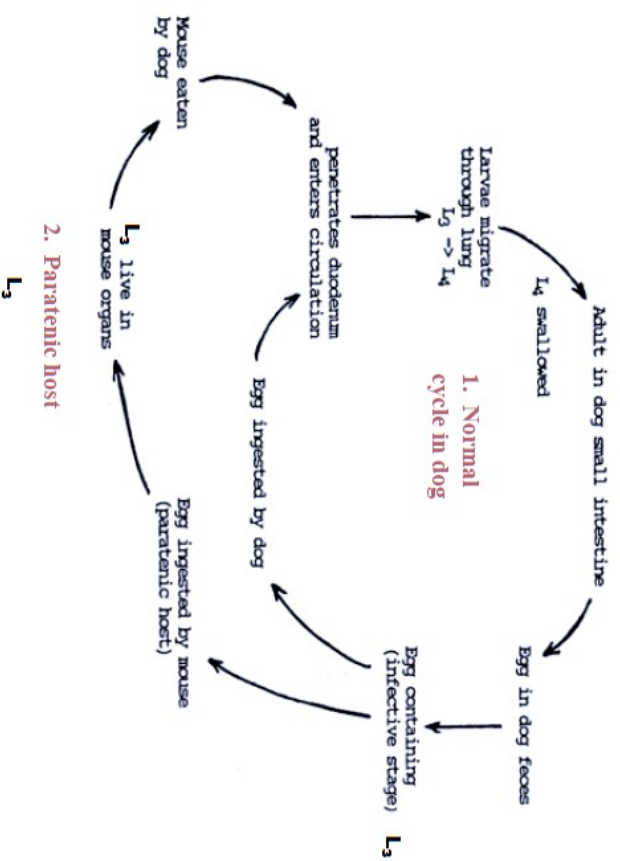 Adult in dog small intestine
L4 swallowed
Egg in dog feces
Larvae migrate
through lung
L3 -> L4
1. Normal
cycle in dog
Egg containing
(infective stage)
L3
penetrates duodenum
and enters circulation
Egg ingested by dog
Mouse eaten
by dog
L3 live in
mouse organs
Egg ingested by mouse
(paratenic host)
2. Paratenic host
L3